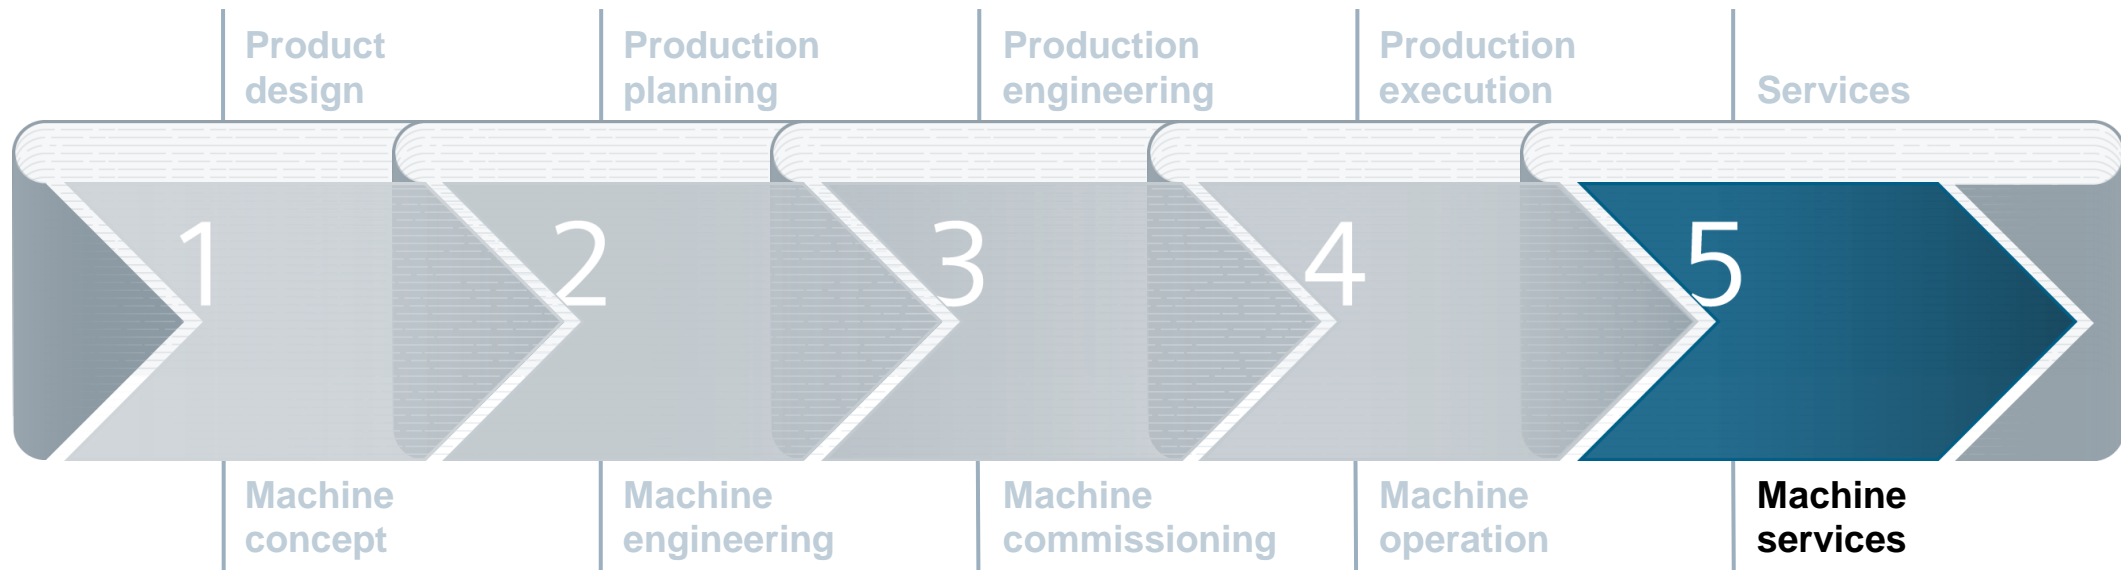 Product
design
Production
planning
Production
engineering
Production
execution
Services
1
2
3
4
5
Machine
concept
Machine
engineering
Machine
commissioning
Machine
operation
Machine
services